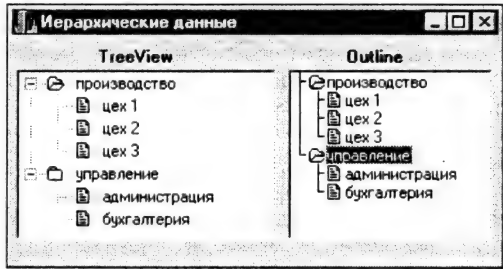 Иерархические данные
TreeView
производство
цех 1
цех 2
цех 3
управление
администрация
бухгалтерия
Outline
производство
цех 1
цех 2
цех 3
управление
администрация
бухгалтерия